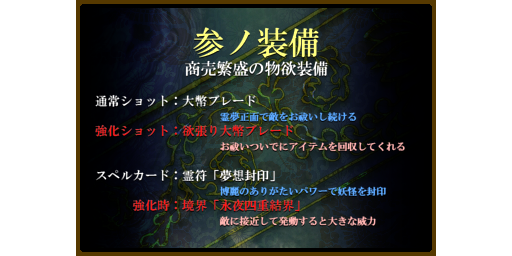 参ノ装備
商売繁盛の物欲装備
通常ショット：大幣ブレード
霊夢正面で敵をお祓いし続ける
強化ショット：欲張り大幣ブレード
お祓いついでにアイテムを回収してくれる
スペルカード：霊符「夢想封印」
博麗のありがたいパワーで妖怪を封印
強化時：境界「永夜四重結界」
敵に接近して発動すると大きな威力